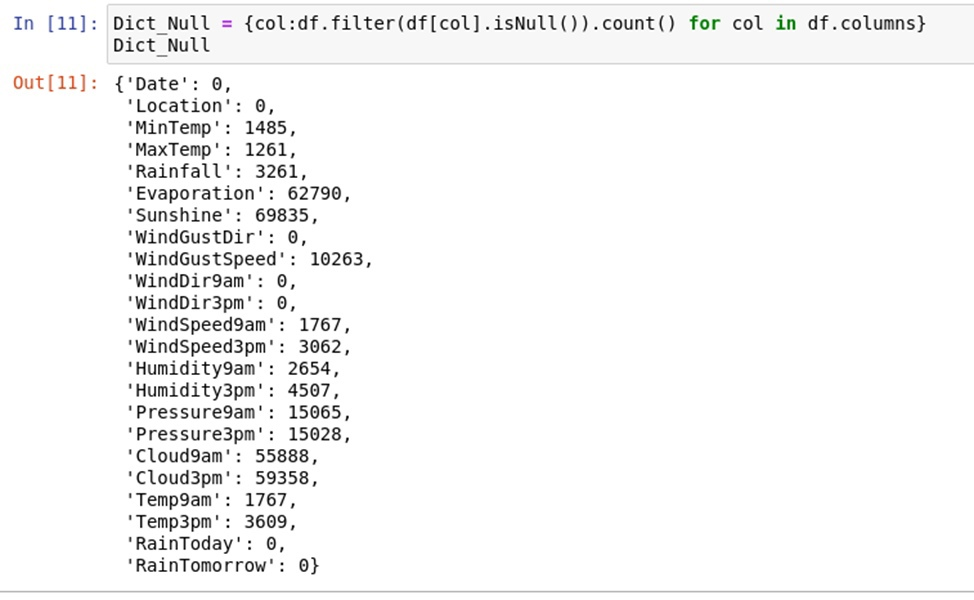 In [11]: Dict_Null = {col:df.filter(df[col].isNull()).count() for col in df.columns}
Dict_Null
Out[11]: {'Date': 0,
'Location': 0,
'MinTemp': 1485,
'MaxTemp': 1261,
'Rainfall': 3261,
'Evaporation': 62790,
'Sunshine': 69835,
'WindGustDir': 0,
'WindGustSpeed': 10263,
'WindDir9am': 0,
'WindDir3pm': 0,
'WindSpeed9am': 1767,
'WindSpeed3pm': 3062,
'Humidity9am': 2654,
'Humidity3pm': 4507,
'Pressure9am': 15065,
'Pressure3pm': 15028,
'Cloud9am': 55888,
'Cloud3pm': 59358,
'Temp9am': 1767,
'Temp3pm': 3609,
'RainToday': 0,
'RainTomorrow': 0}